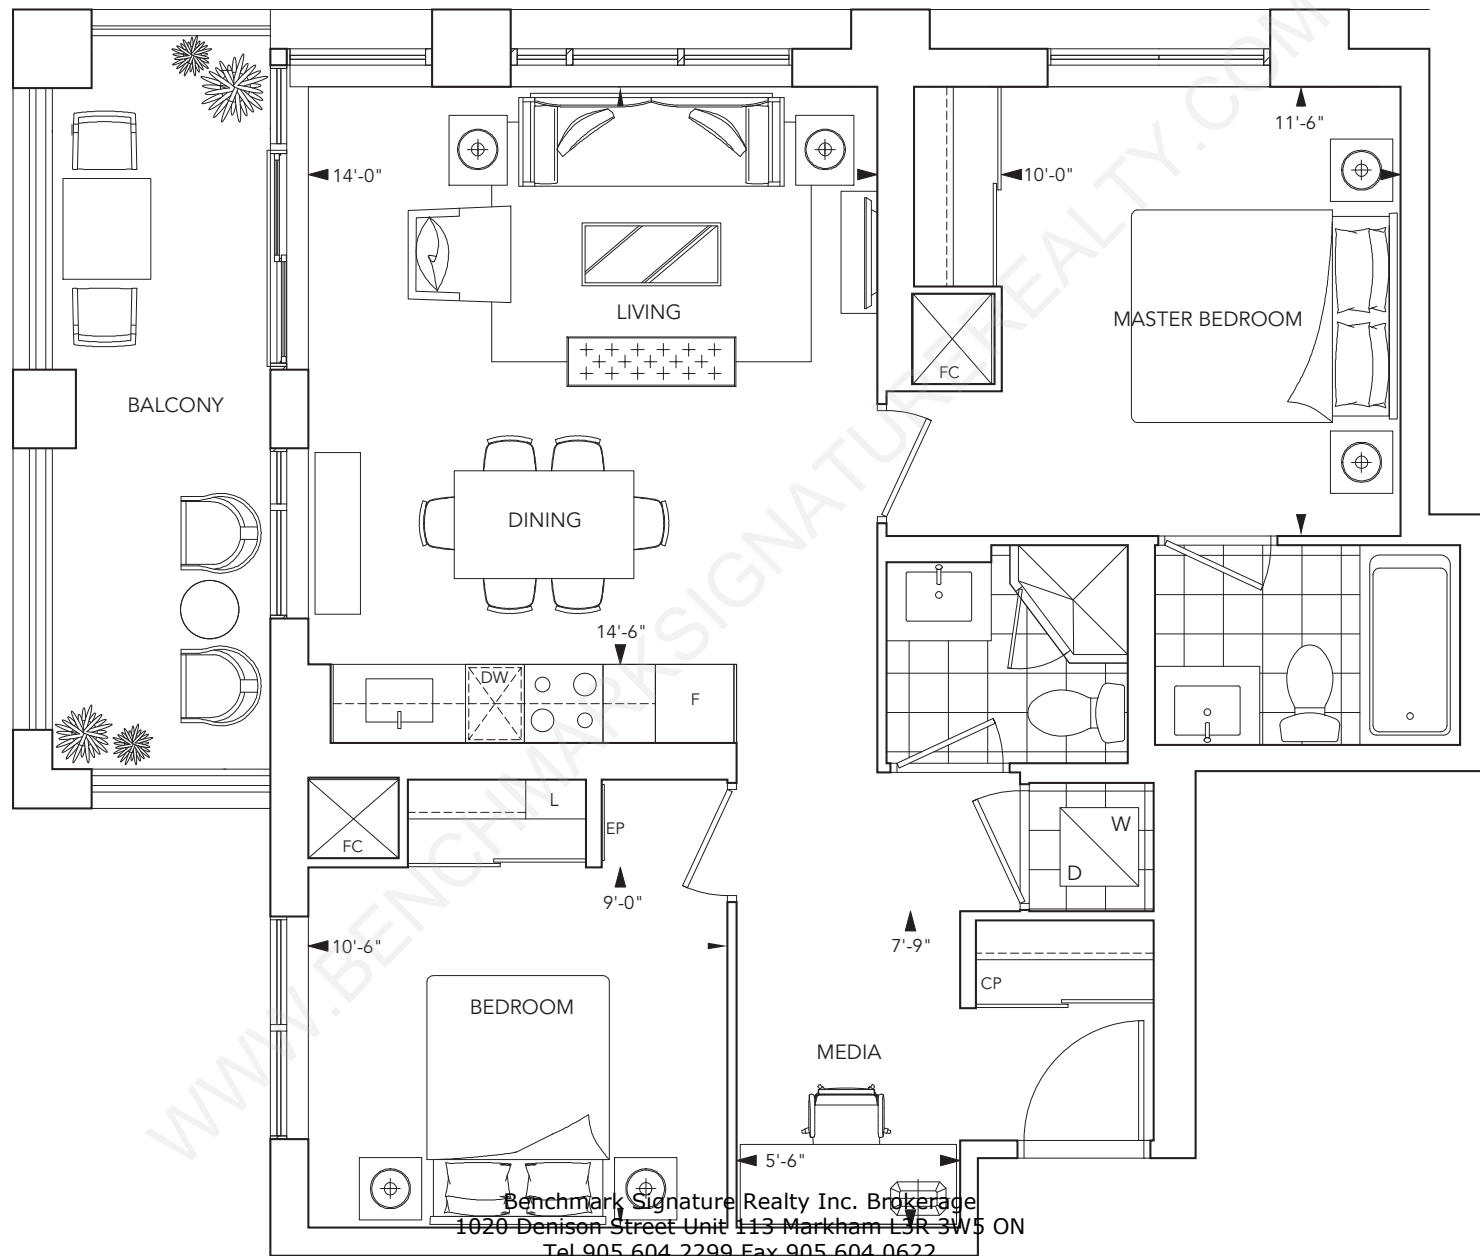 11'-6"
14'-0"
10'-0"
LIVING
MASTER BEDROOM
FC
BALCONY
DINING
14'-6"
DW
F
L
EP
FC
W
D
9'-0"
10'-6"
7'-9"
CP
BEDROOM
MEDIA
5'-6"
WWW.BENCHMARKSIGNATUREREALTY.COM
Benchmark Signature Realty Inc. Brokerage
1020 Denison Street Unit 113 Markham L3R 3W5 ON
Tel 905 604 2299 Fax 905 604 0622